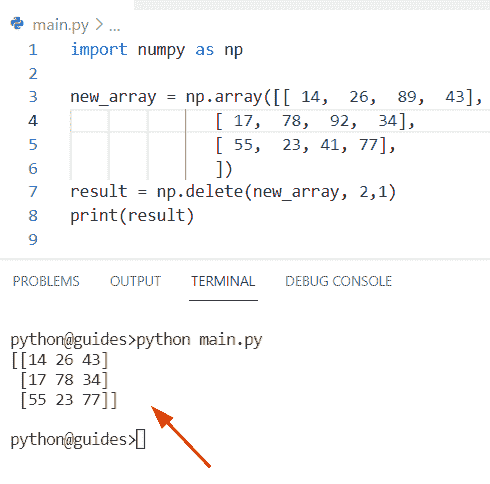 main.py > ...
1 import numpy as np
2
3 new_array = np.array([[ 14,  26,  89,  43],
4                    [ 17,  78,  92,  34],
5                    [ 55,  23, 41, 77],
6                    ])
7 result = np.delete(new_array, 2,1)
8 print(result)
9
PROBLEMS OUTPUT TERMINAL DEBUG CONSOLE
python@guides>python main.py
[[14 26 43]
 [17 78 34]
 [55 23 77]]
python@guides>